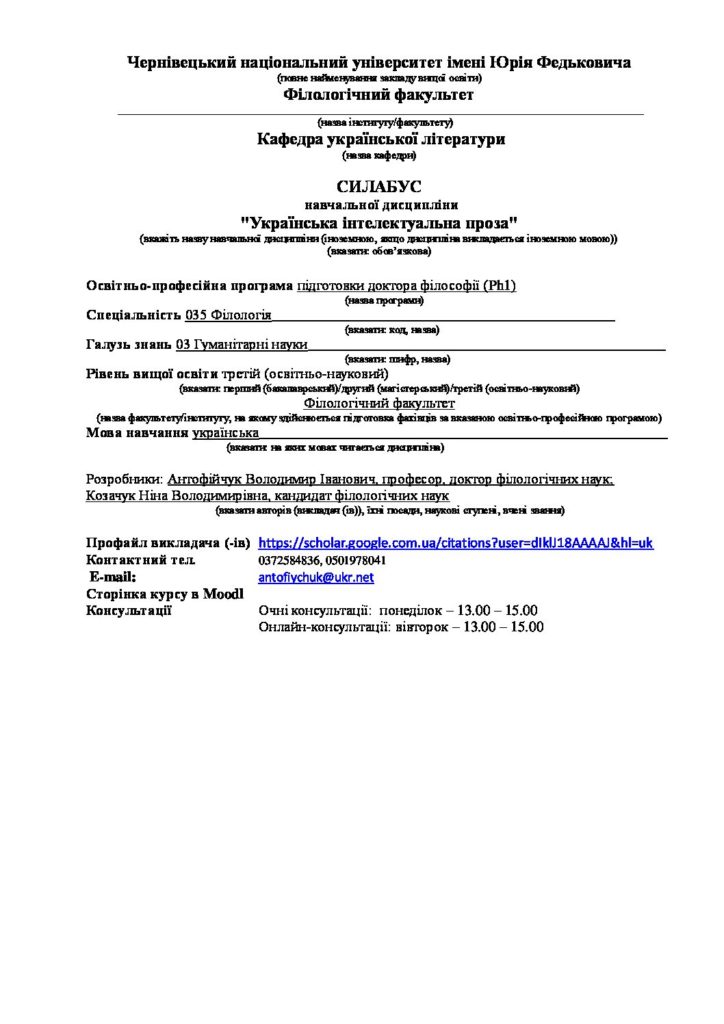 Чернівецький національний університет імені Юрія Федьковича
(повне найменування закладу вищої освіти)
Філологічний факультет
(назва інституту/факультету)
Кафедра української літератури
(назва кафедри)
СИЛАБУС
навчальної дисципліни
"Українська інтелектуальна проза"
(вкажіть назву навчальної дисципліни (іноземною, якщо дисципліна викладається іноземною мовою))
(вказати: обов’язкова)
Освітньо-професійна програма підготовки доктора філософії (Ph1)
(назва програми)
Спеціальність 035 Філологія
(вказати: код, назва)
Галузь знань 03 Гуманітарні науки
(вказати: шифр, назва)
Рівень вищої освіти третій (освітньо-науковий)
(вказати: перший (бакалаврський)/другий (магістерський)/третій (освітньо-науковий)
Філологічний факультет
(назва факультету/інституту, на якому здійснюється підготовка фахівців за вказаною освітньо-професійною програмою)
Мова навчання українська
(вказати: на яких мовах читається дисципліна)
Розробники: Антофійчук Володимир Іванович, професор, доктор філологічних наук;
Козачук Ніна Володимирівна, кандидат філологічних наук
(вказати авторів (викладач (ів)), їхні посади, наукові ступені, вчені звання)
Профайл викладача (-ів) https://scholar.google.com.ua/citations?user=dIklJ18AAAAJ&hl=uk
Контактний тел. 0372584836, 0501978041
E-mail: antofiychuk@ukr.net
Сторінка курсу в Moodl
Консультації Очні консультації: понеділок – 13.00 – 15.00
Онлайн-консультації: вівторок – 13.00 – 15.00